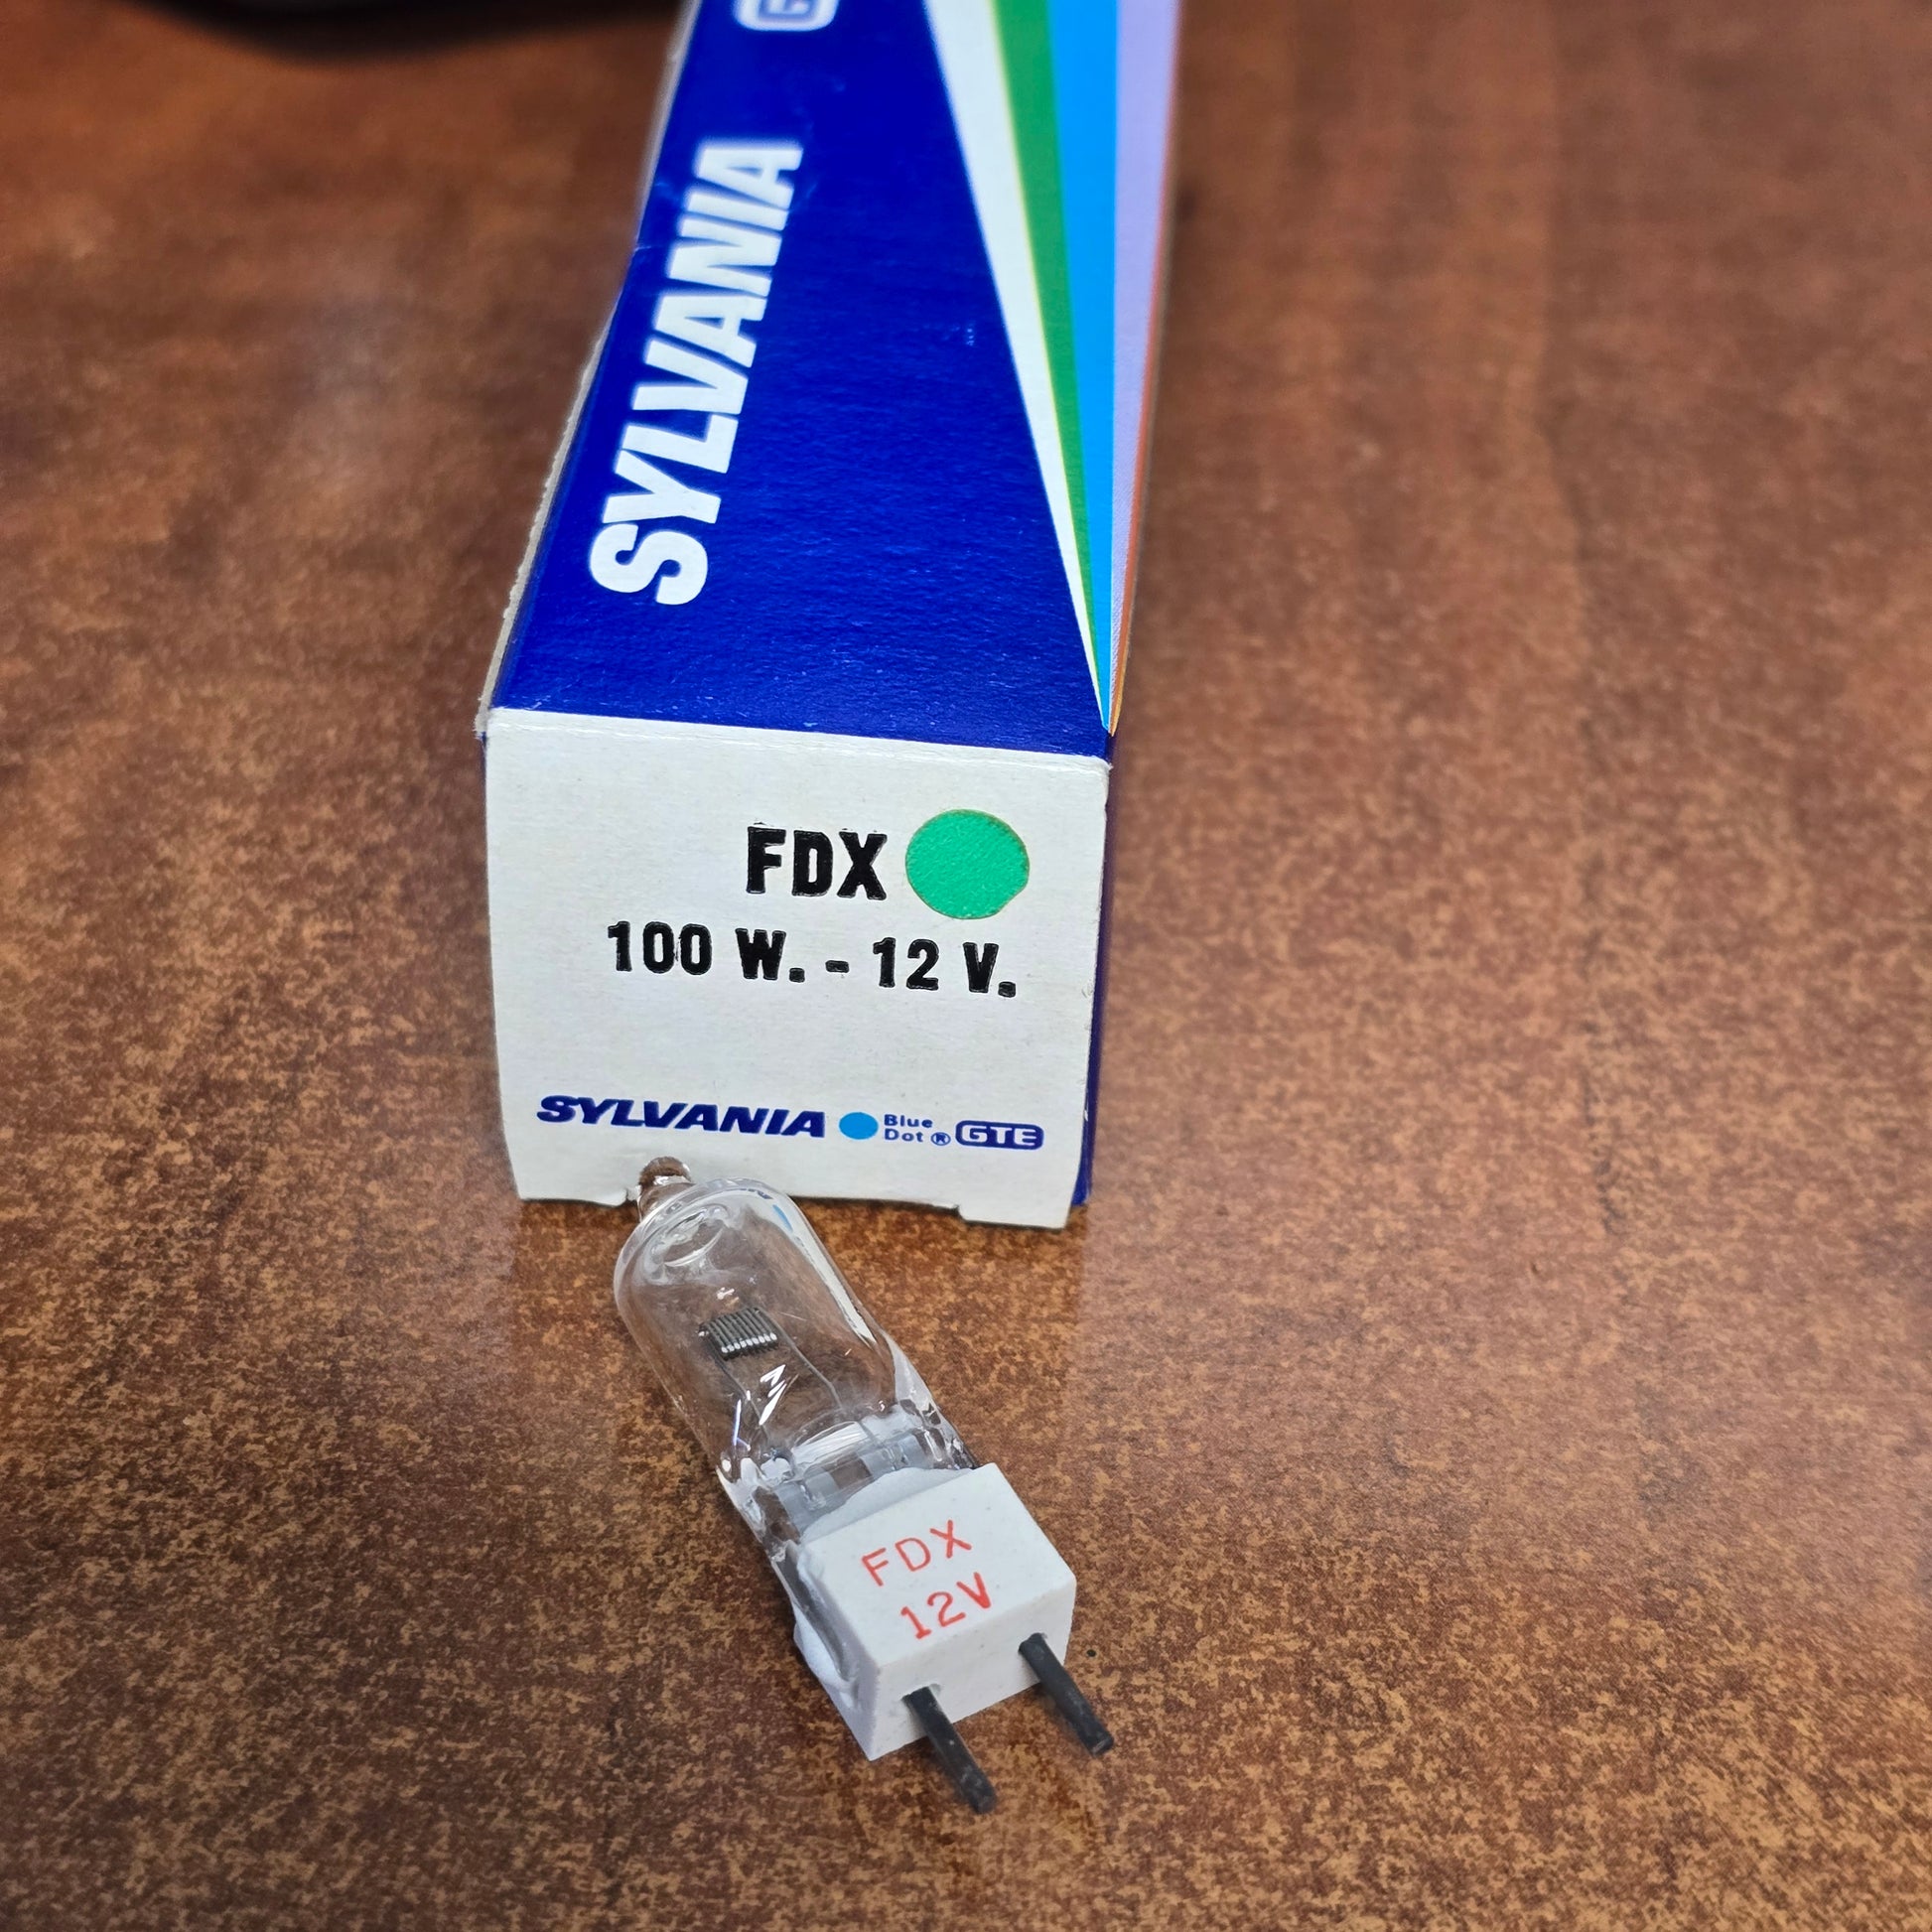 SYLVANIA
FDX
100 W. - 12 V.
SYLVANIA Blue Dot ® GTE
FDX
12V